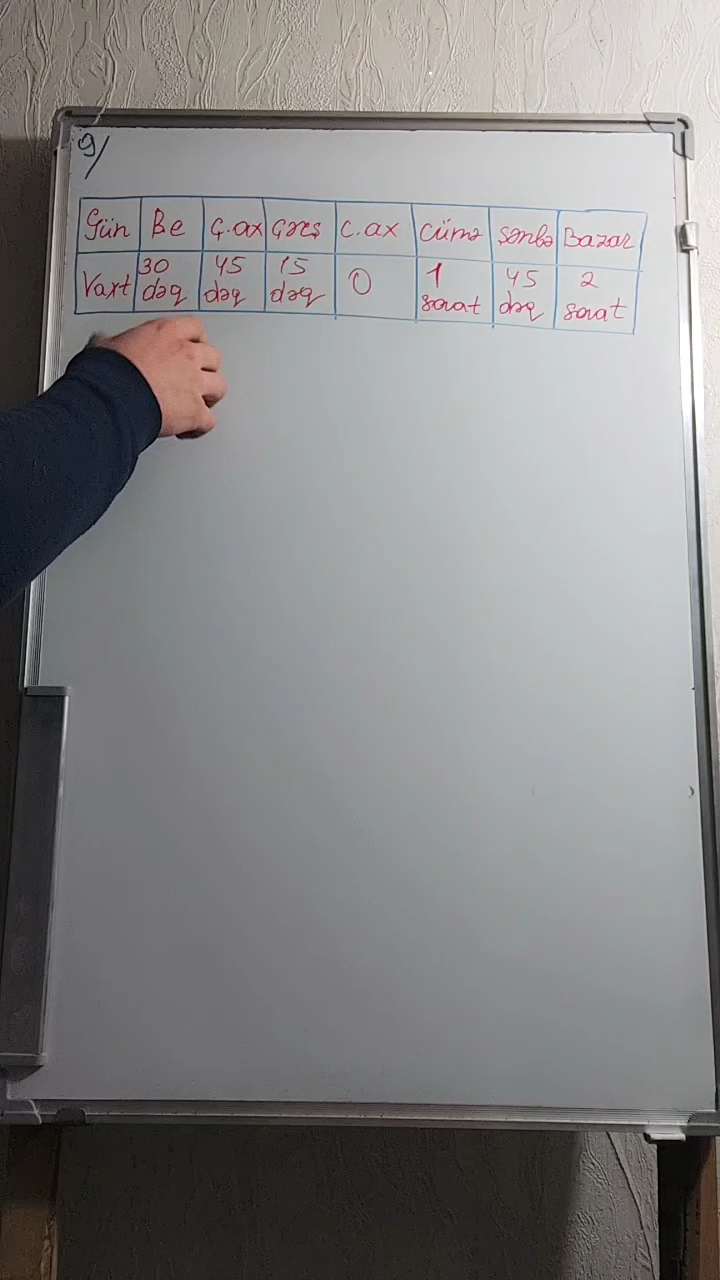 9/
Gün Be Ç.ax Çərş C.ax Cümə Şənbə Bazar
Vaxt 30 dəq 45 dəq 15 dəq 0 1 saat 45 dəq 2 saat